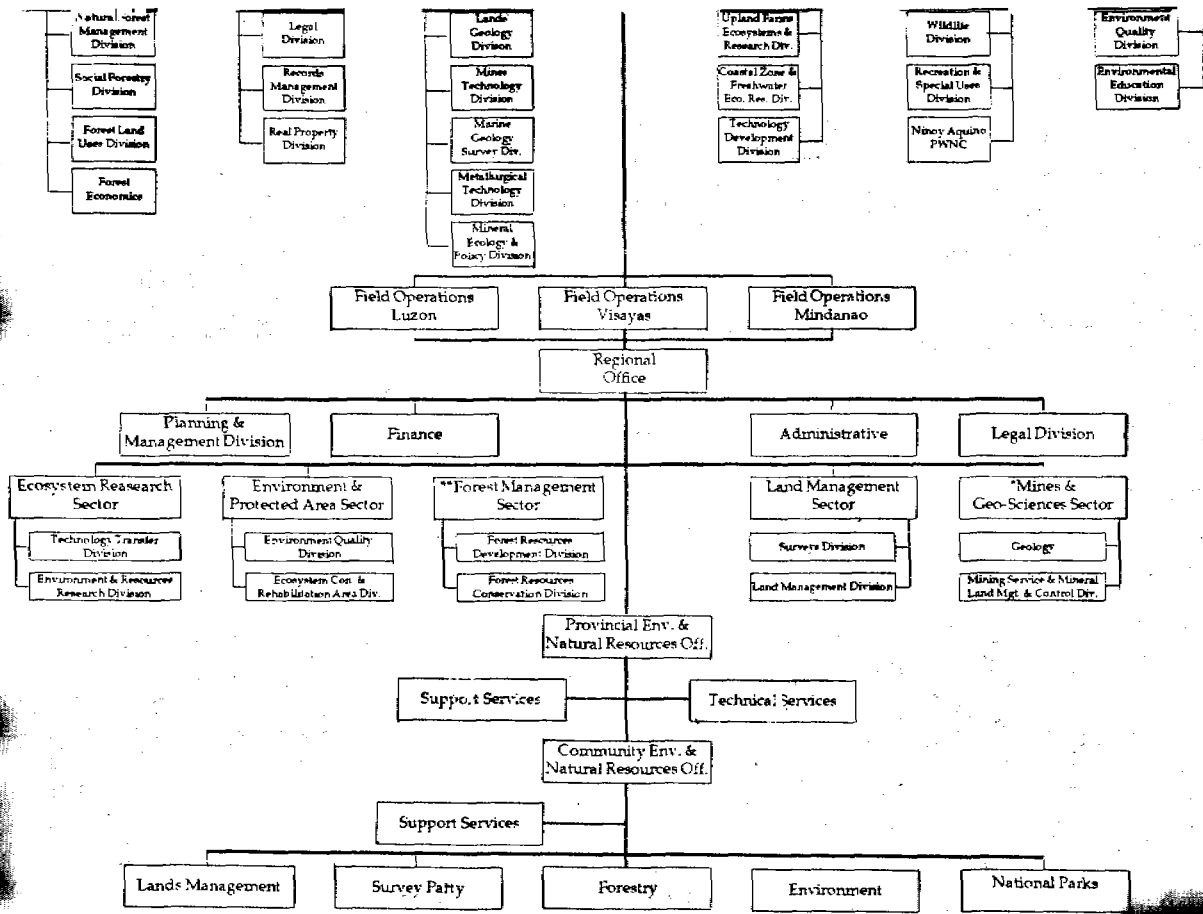 Natural Forest
Management
Division
Social Forestry
Division
Forest Land
Uses Division
Forest
Economics
Legal
Division
Records
Management
Division
Real Property
Division
Lands
Geology
Divison
Mines
Technology
Division
Marine
Geology
Survey Div.
Metallurgical
Technology
Division
Mineral
Ecology &
Policy Division
Upland Farms
Ecosystems &
Research Div.
Coastal Zone &
Freshwater
Eco. Res. Div.
Technology
Development
Division
Wildlife
Division
Recreation &
Special Uses
Division
Ninoy Aquino
PWNC
Environment
Quality
Division
Environmental
Education
Division
Field Operations
Luzon
Field Operations
Visayas
Field Operations
Mindanao
Regional
Office
Planning &
Management Division
Finance
Administrative
Legal Division
Ecosystem Reasearch
Sector
Technology Transfer
Division
Environment & Resources
Research Division
Environment &
Protected Area Sector
Environment Quality
Division
Ecosystem Con. &
Rehabilitation Area Div.
**Forest Management
Sector
Forest Resources
Development Division
Forest Resources
Conservation Division
Land Management
Sector
Surveys Division
Land Management Division
*Mines &
Geo-Sciences Sector
Geology
Mining Service & Mineral
Land Mgt. & Control Div.
Provincial Env. &
Natural Resources Off.
Support Services
Technical Services
Community Env. &
Natural Resources Off.
Support Services
Lands Management
Survey Party
Forestry
Environment
National Parks